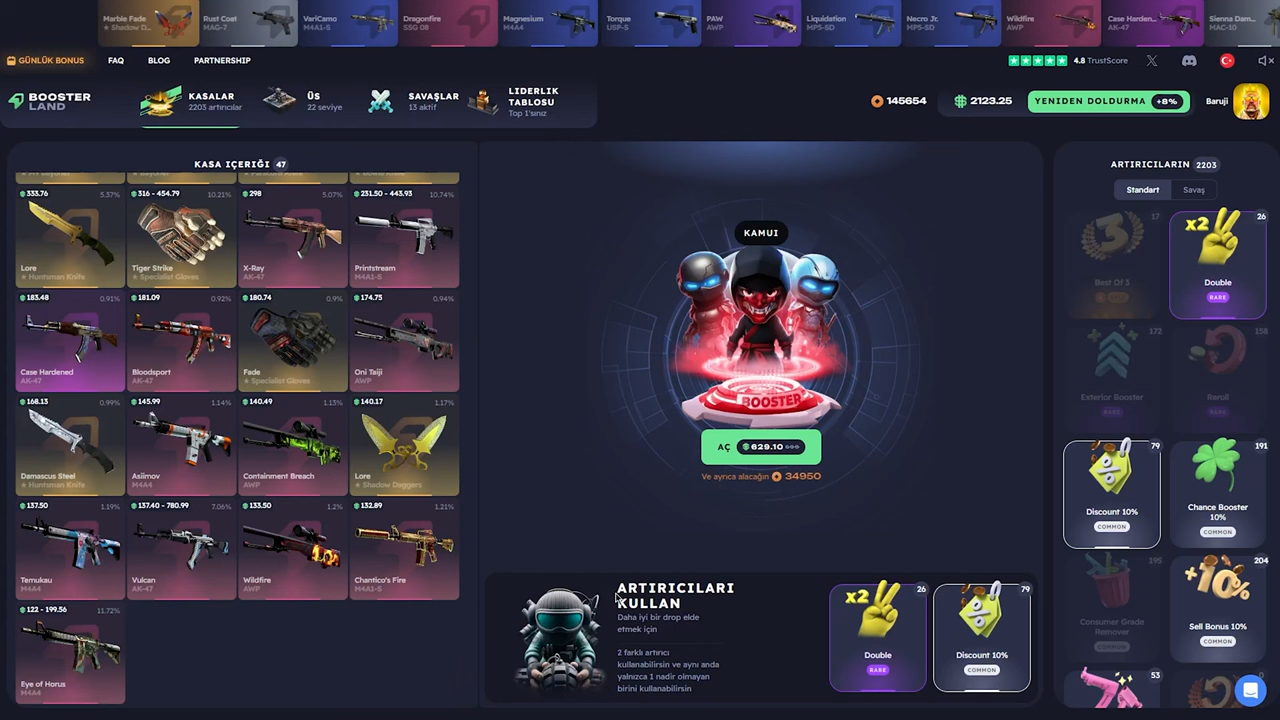 Marble Fade
★ Shadow D...
Rust Coat
MAG-7
VariCamo
M4A4
Dragonfire
SSG 08
Magnesium
M4A4
Torque
USP-S
PAW
AWP
Liquidation
MP5-SD
Necro Jr.
MP5-SD
Wildfire
AWP
Case Harden...
AK-47
Sienna Dam...
MAC-10
GÜNLÜK BONUS
FAQ
BLOG
PARTNERSHIP
4.8 TrustScore
BOOSTER
LAND
KASALAR
2203 artırıcılar
ÜS
22 seviye
SAVAŞLAR
13 aktif
LIDERLIK
TABLOSU
Top 1'sınız
145654
2123.25
YENIDEN DOLDURMA +8%
Baruji
KASA IÇERIĞI 47
333.76 5.37%
Lore
★ Huntsman Knife
316 - 454.79 10.21%
Tiger Strike
★ Specialist Gloves
298 5.07%
X-Ray
AK-47
231.50 - 443.93 10.74%
Printstream
M4A1-S
183.48 0.91%
Case Hardened
AK-47
181.09 0.92%
Bloodsport
AK-47
180.74 0.9%
Fade
★ Specialist Gloves
174.75 0.94%
Oni Taiji
AWP
168.13 0.99%
Damascus Steel
★ Huntsman Knife
145.99 1.14%
Asiimov
M4A4
140.49 1.13%
Containment Breach
AWP
140.17 1.17%
Lore
★ Shadow Daggers
137.50 1.19%
Temukau
M4A4
137.40 - 780.99 7.06%
Vulcan
AK-47
133.50 1.2%
Wildfire
AWP
132.89 1.21%
Chantico's Fire
M4A1-S
122 - 199.56 11.72%
Eye of Horus
M4A4
KAMUI
BOOSTER
AÇ 629.10
Ve ayrıca alacağın 34950
ARTIRICILARI
KULLAN
Daha iyi bir drop elde
etmek için
2 farklı artırıcı
kullanabilirsin ve aynı anda
yalnızca 1 nadir olmayan
birini kullanabilirsin
26
x2
Double
RARE
79
%
Discount 10%
COMMON
ARTIRICILARIN 2203
Standart
Savaş
17
3
Best Of 3
26
x2
Double
RARE
172
Exterior Booster
RARE
158
Reroll
RARE
79
%
Discount 10%
COMMON
191
Chance Booster
10%
COMMON
195
Consumer Grade
Remover
COMMON
204
+10%
Sell Bonus 10%
COMMON
53